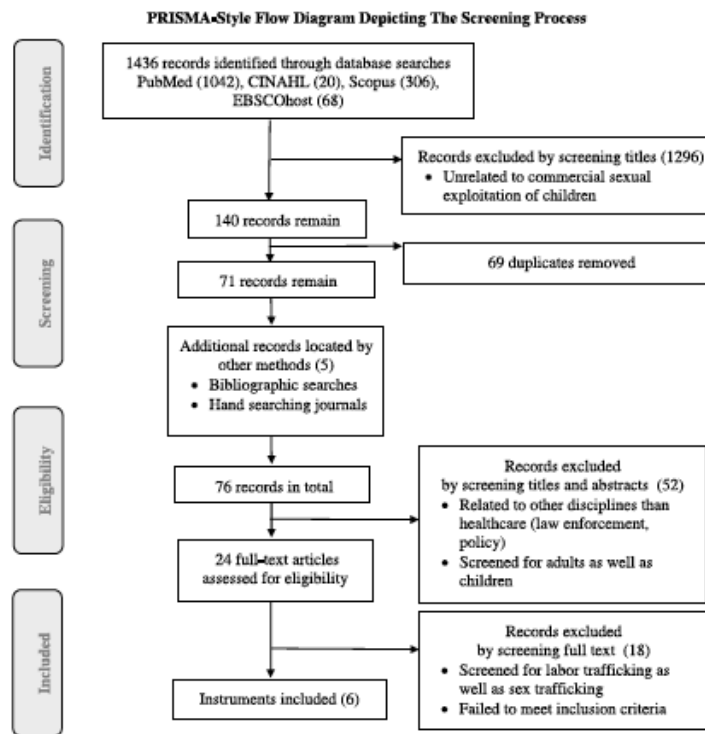 PRISMA-Style Flow Diagram Depicting The Screening Process
Identification
1436 records identified through database searches
PubMed (1042), CINAHL (20), Scopus (306),
EBSCOhost (68)
Records excluded by screening titles (1296)
• Unrelated to commercial sexual
exploitation of children
140 records remain
Screening
69 duplicates removed
71 records remain
Additional records located by
other methods (5)
• Bibliographic searches
• Hand searching journals
Eligibility
76 records in total
Records excluded
by screening titles and abstracts (52)
• Related to other disciplines than
healthcare (law enforcement,
policy)
• Screened for adults as well as
children
24 full-text articles
assessed for eligibility
Included
Records excluded
by screening full text (18)
• Screened for labor trafficking as
well as sex trafficking
• Failed to meet inclusion criteria
Instruments included (6)